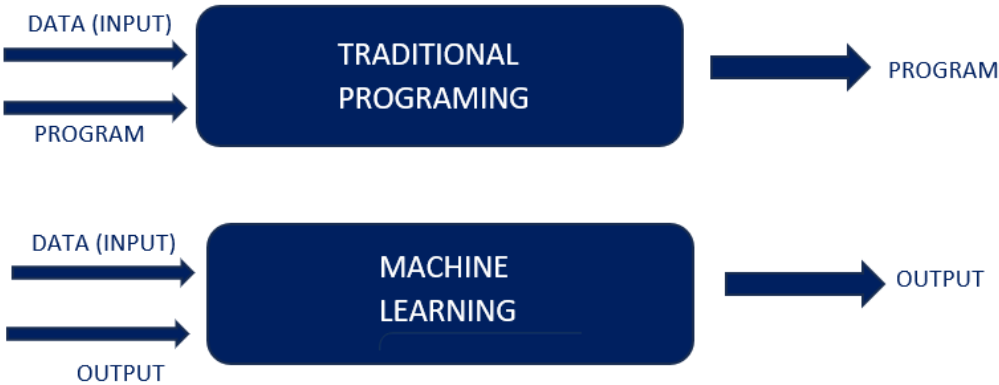 DATA (INPUT)
TRADITIONAL
PROGRAMING
PROGRAM
PROGRAM
DATA (INPUT)
MACHINE
LEARNING
OUTPUT
OUTPUT